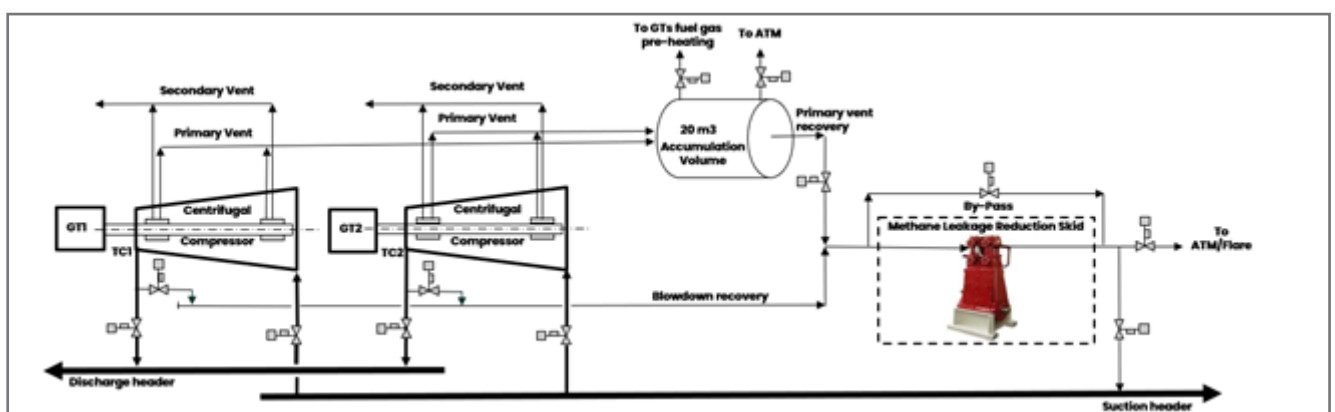 To GTs fuel gas
pre-heating
To ATM
Secondary Vent
Secondary Vent
Primary Vent
Primary Vent
20 m3
Accumulation
Volume
Primary vent
recovery
By-Pass
Methane Leakage Reduction Skid
To
ATM/Flare
GT1
TC1
Centrifugal
Compressor
GT2
TC2
Centrifugal
Compressor
Blowdown recovery
Discharge header
Suction header